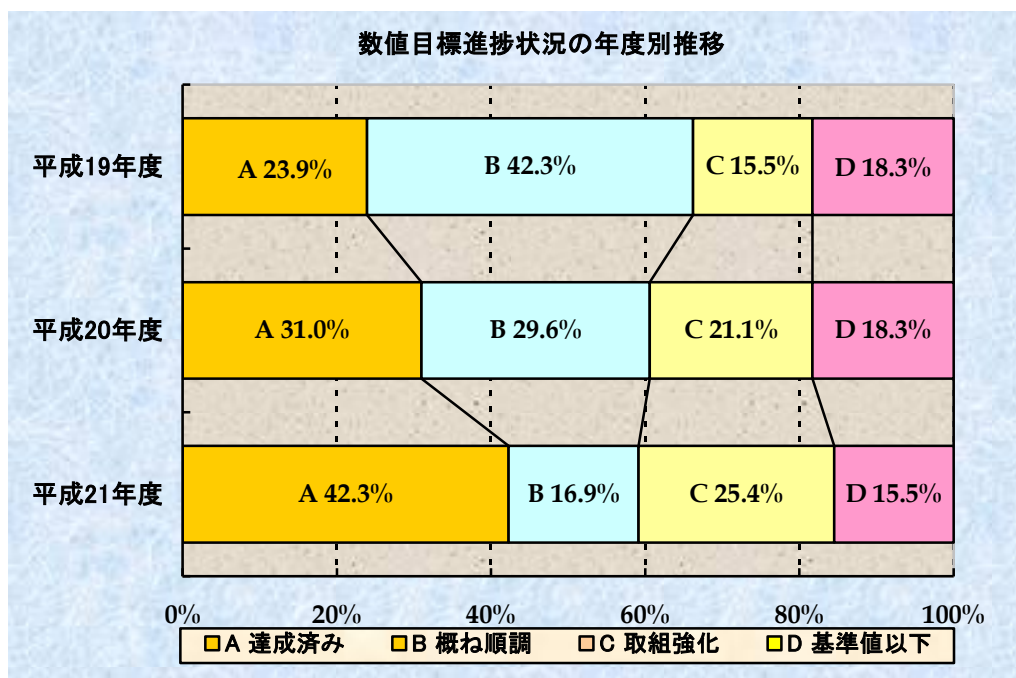 数値目標進捗状況の年度別推移
平成19年度 A 23.9% B 42.3% C 15.5% D 18.3%
平成20年度 A 31.0% B 29.6% C 21.1% D 18.3%
平成21年度 A 42.3% B 16.9% C 25.4% D 15.5%
0% 20% 40% 60% 80% 100%
A 達成済み B 概ね順調 C 取組強化 D 基準値以下